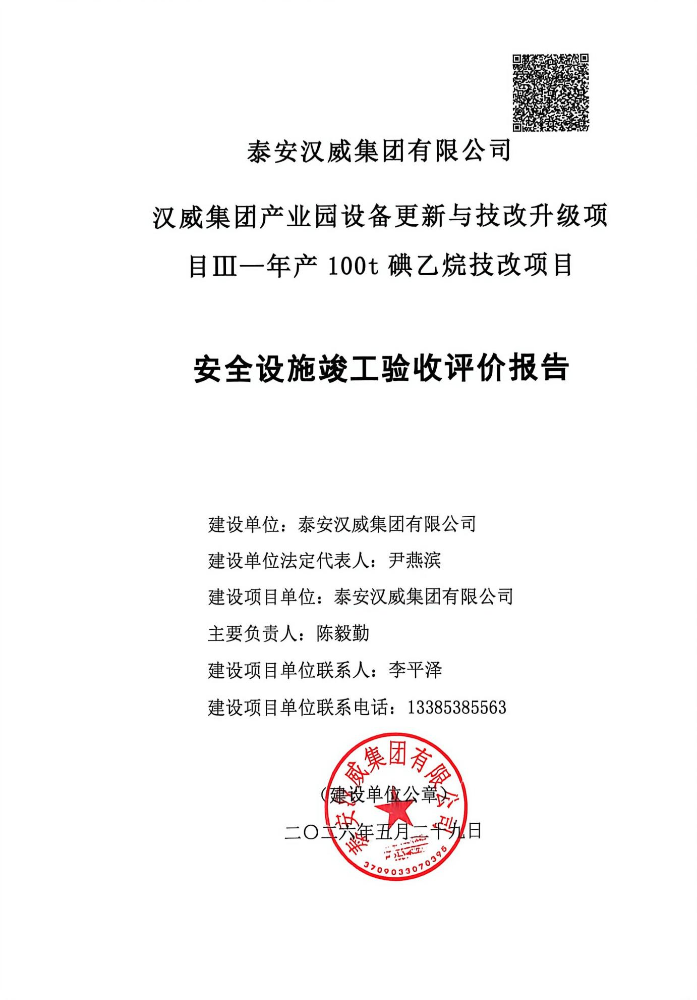 泰安汉威集团有限公司
汉威集团产业园设备更新与技改升级项
目Ⅲ—年产 100t 碘乙烷技改项目
安全设施竣工验收评价报告
建设单位：泰安汉威集团有限公司
建设单位法定代表人：尹燕滨
建设项目单位：泰安汉威集团有限公司
主要负责人：陈毅勤
建设项目单位联系人：李平泽
建设项目单位联系电话：13385385563
泰安汉威集团有限公司
（建设单位公章）
二〇二六年五月二十九日
3709033070395